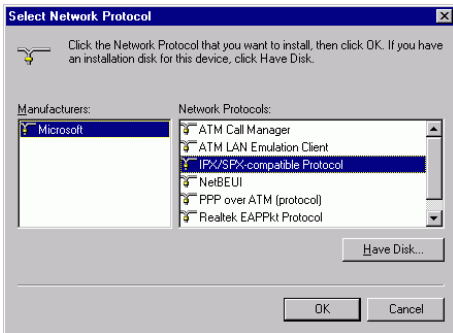 Select Network Protocol
Click the Network Protocol that you want to install, then click OK. If you have
an installation disk for this device, click Have Disk.
Manufacturers:
Microsoft
Network Protocols:
ATM Call Manager
ATM LAN Emulation Client
IPX/SPX-compatible Protocol
NetBEUI
PPP over ATM (protocol)
Realtek EAPPkt Protocol
Have Disk...
OK
Cancel